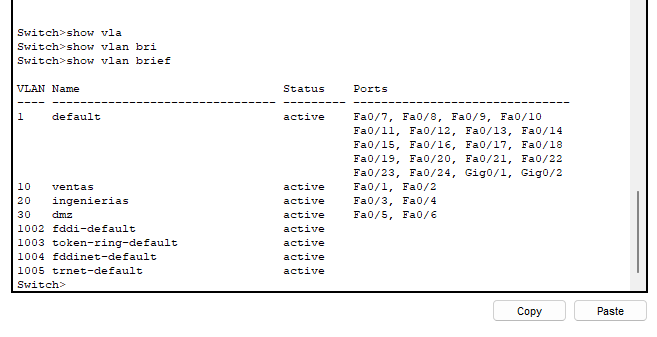 Switch>show vla
Switch>show vlan bri
Switch>show vlan brief
VLAN Name Status Ports
---- -------------------------------- --------- -------------------------------
1 default active Fa0/7, Fa0/8, Fa0/9, Fa0/10
Fa0/11, Fa0/12, Fa0/13, Fa0/14
Fa0/15, Fa0/16, Fa0/17, Fa0/18
Fa0/19, Fa0/20, Fa0/21, Fa0/22
Fa0/23, Fa0/24, Gig0/1, Gig0/2
10 ventas active Fa0/1, Fa0/2
20 ingenierias active Fa0/3, Fa0/4
30 dmz active Fa0/5, Fa0/6
1002 fddi-default active
1003 token-ring-default active
1004 fddinet-default active
1005 trnet-default active
Switch>
Copy Paste